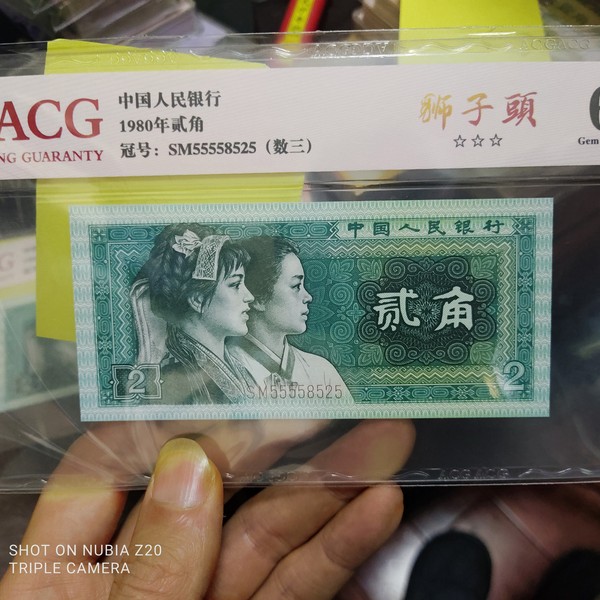 ACG
NG GUARANTY
中国人民银行
1980年贰角
冠号：SM55558525（数三）
狮子頭
☆☆☆
Gem
中国人民银行
贰角
2
2
SM55558525
ACG ACG
SHOT ON NUBIA Z20
TRIPLE CAMERA